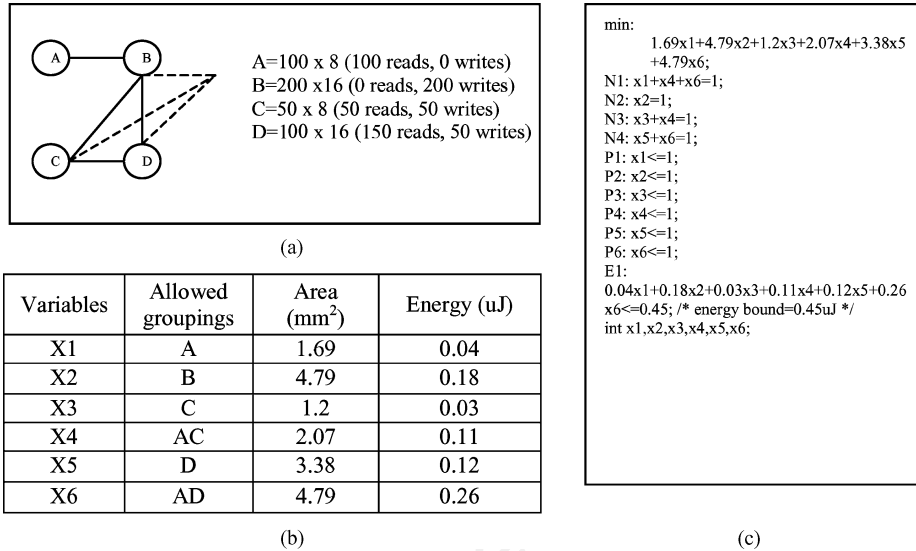 A
B
C
D
A=100 x 8 (100 reads, 0 writes)
B=200 x16 (0 reads, 200 writes)
C=50 x 8 (50 reads, 50 writes)
D=100 x 16 (150 reads, 50 writes)
(a)
Variables Allowed groupings Area (mm²) Energy (uJ)
X1 A 1.69 0.04
X2 B 4.79 0.18
X3 C 1.2 0.03
X4 AC 2.07 0.11
X5 D 3.38 0.12
X6 AD 4.79 0.26
(b)
min:
1.69x1+4.79x2+1.2x3+2.07x4+3.38x5
+4.79x6;
N1: x1+x4+x6=1;
N2: x2=1;
N3: x3+x4=1;
N4: x5+x6=1;
P1: x1<=1;
P2: x2<=1;
P3: x3<=1;
P4: x4<=1;
P5: x5<=1;
P6: x6<=1;
E1:
0.04x1+0.18x2+0.03x3+0.11x4+0.12x5+0.26
x6<=0.45; /* energy bound=0.45uJ */
int x1,x2,x3,x4,x5,x6;
(c)